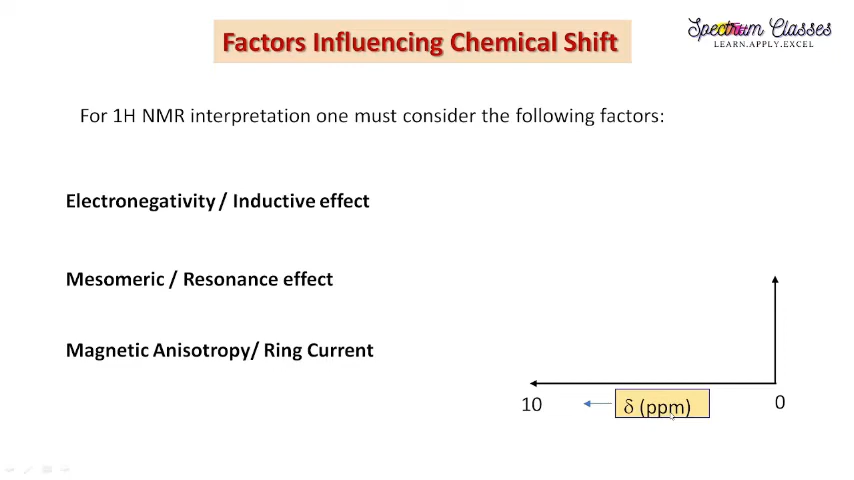 Factors Influencing Chemical Shift
Spectrum Classes
LEARN.APPLY.EXCEL
For 1H NMR interpretation one must consider the following factors:
Electronegativity / Inductive effect
Mesomeric / Resonance effect
Magnetic Anisotropy/ Ring Current
10
δ (ppm)
0